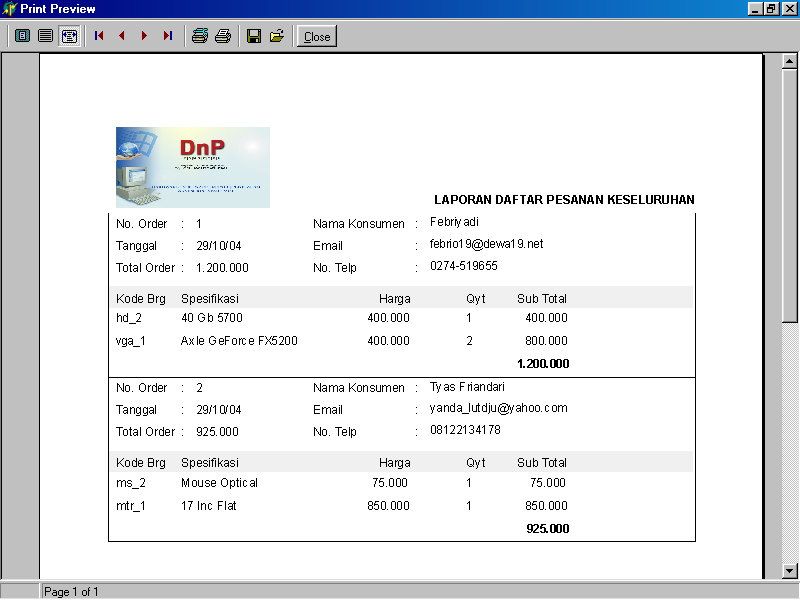 Print Preview
Close
DnP
LAPORAN DAFTAR PESANAN KESELURUHAN
No. Order : 1 Nama Konsumen : Febriyadi
Tanggal : 29/10/04 Email : febrio19@dewa19.net
Total Order : 1.200.000 No. Telp : 0274-519655
Kode Brg Spesifikasi Harga Qyt Sub Total
hd_2 40 Gb 5700 400.000 1 400.000
vga_1 Axle GeForce FX5200 400.000 2 800.000
1.200.000
No. Order : 2 Nama Konsumen : Tyas Friandari
Tanggal : 29/10/04 Email : yanda_lutdju@yahoo.com
Total Order : 925.000 No. Telp : 08122134178
Kode Brg Spesifikasi Harga Qyt Sub Total
ms_2 Mouse Optical 75.000 1 75.000
mtr_1 17 Inc Flat 850.000 1 850.000
925.000
Page 1 of 1